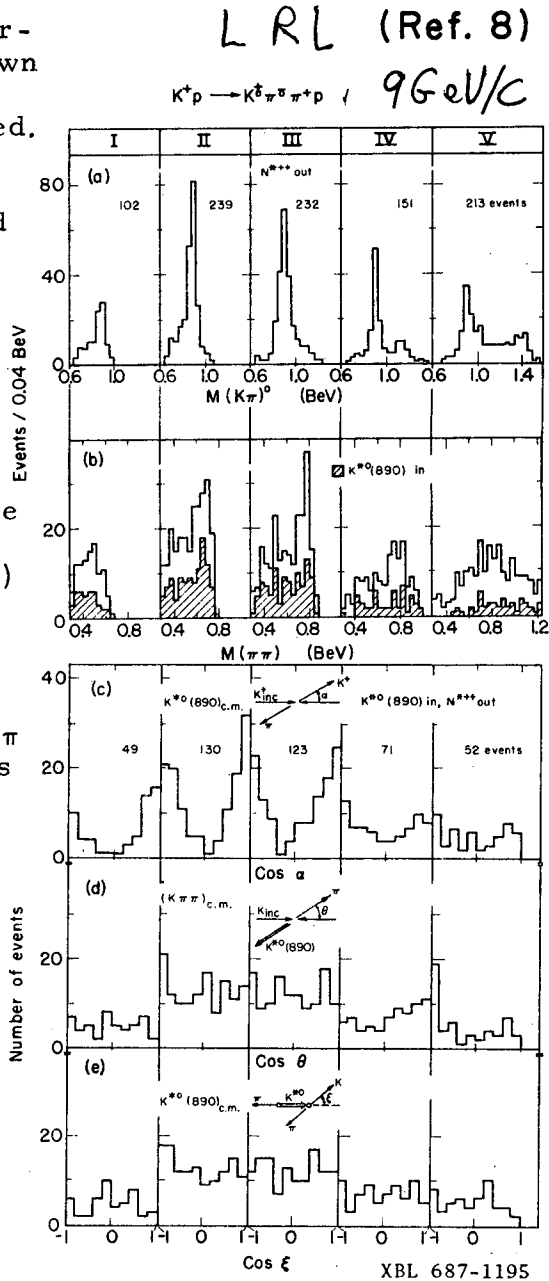 r-
own
ed.
d
e
)
π
s
L R L (Ref. 8)
K⁺p → K± π∓ π⁺p 9 GeV/C
I II III IV V
(a) N*++ out
102 239 232 151 213 events
80
40
0
0.6 1.0 0.6 1.0 0.6 1.0 0.6 1.0 0.6 1.0 1.4
M (Kπ)⁰ (BeV)
Events / 0.04 BeV
(b) K*⁰(890) in
20
0
0.4 0.8 0.4 0.8 0.4 0.8 0.4 0.8 0.4 0.8 1.2
M(ππ) (BeV)
(c) K*⁰(890)c.m. K⁺inc K⁺ α π K*⁰(890) in, N*++ out
49 130 123 71 52 events
40
20
0
Cos α
(d) (Kππ)c.m. Kinc π θ K*⁰(890)
20
0
Cos θ
Number of events
(e) K*⁰(890)c.m. π K*⁰ K ξ π
20
0
-1 0 1 -1 0 1 -1 0 1 -1 0 1 -1 0 1
Cos ξ
XBL 687-1195